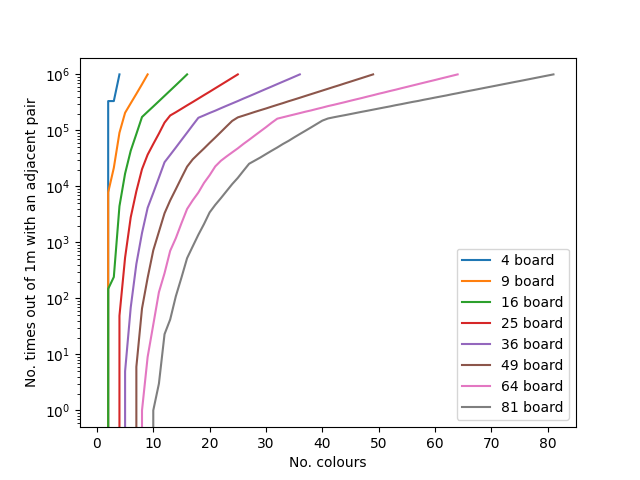 No. times out of 1m with an adjacent pair
10⁶
10⁵
10⁴
10³
10²
10¹
10⁰
4 board
9 board
16 board
25 board
36 board
49 board
64 board
81 board
0 10 20 30 40 50 60 70 80
No. colours